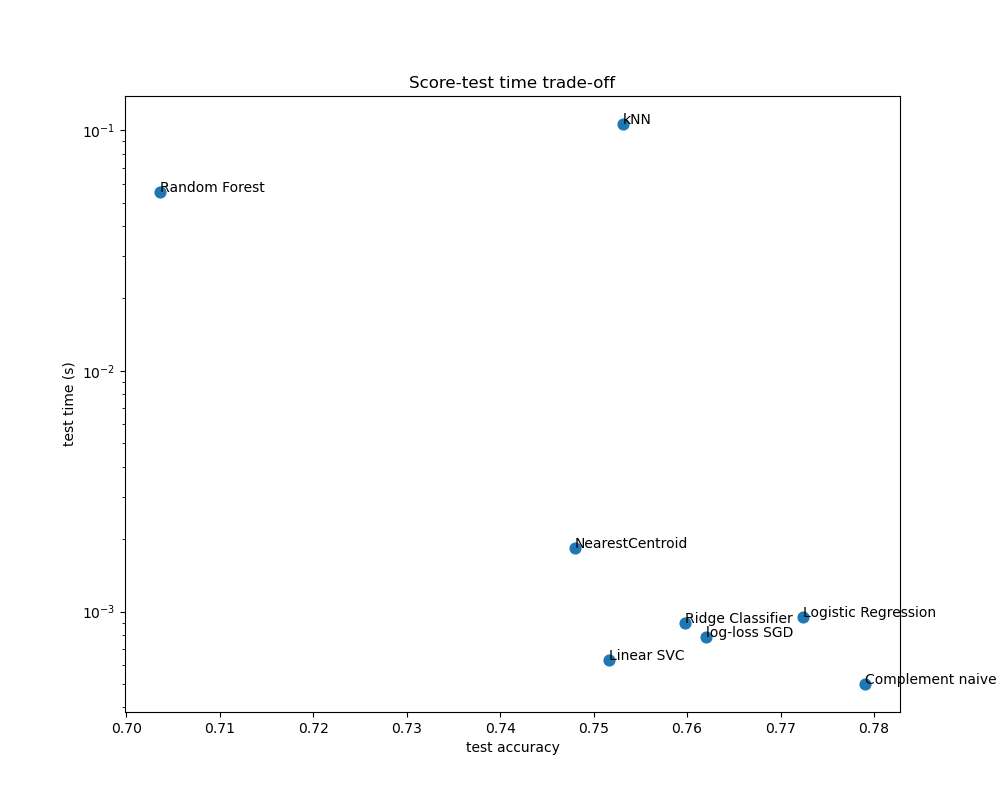 Score-test time trade-off
kNN
10⁻¹
Random Forest
10⁻²
test time (s)
NearestCentroid
10⁻³
Logistic Regression
Ridge Classifier
log-loss SGD
Linear SVC
Complement naive
0.70 0.71 0.72 0.73 0.74 0.75 0.76 0.77 0.78
test accuracy